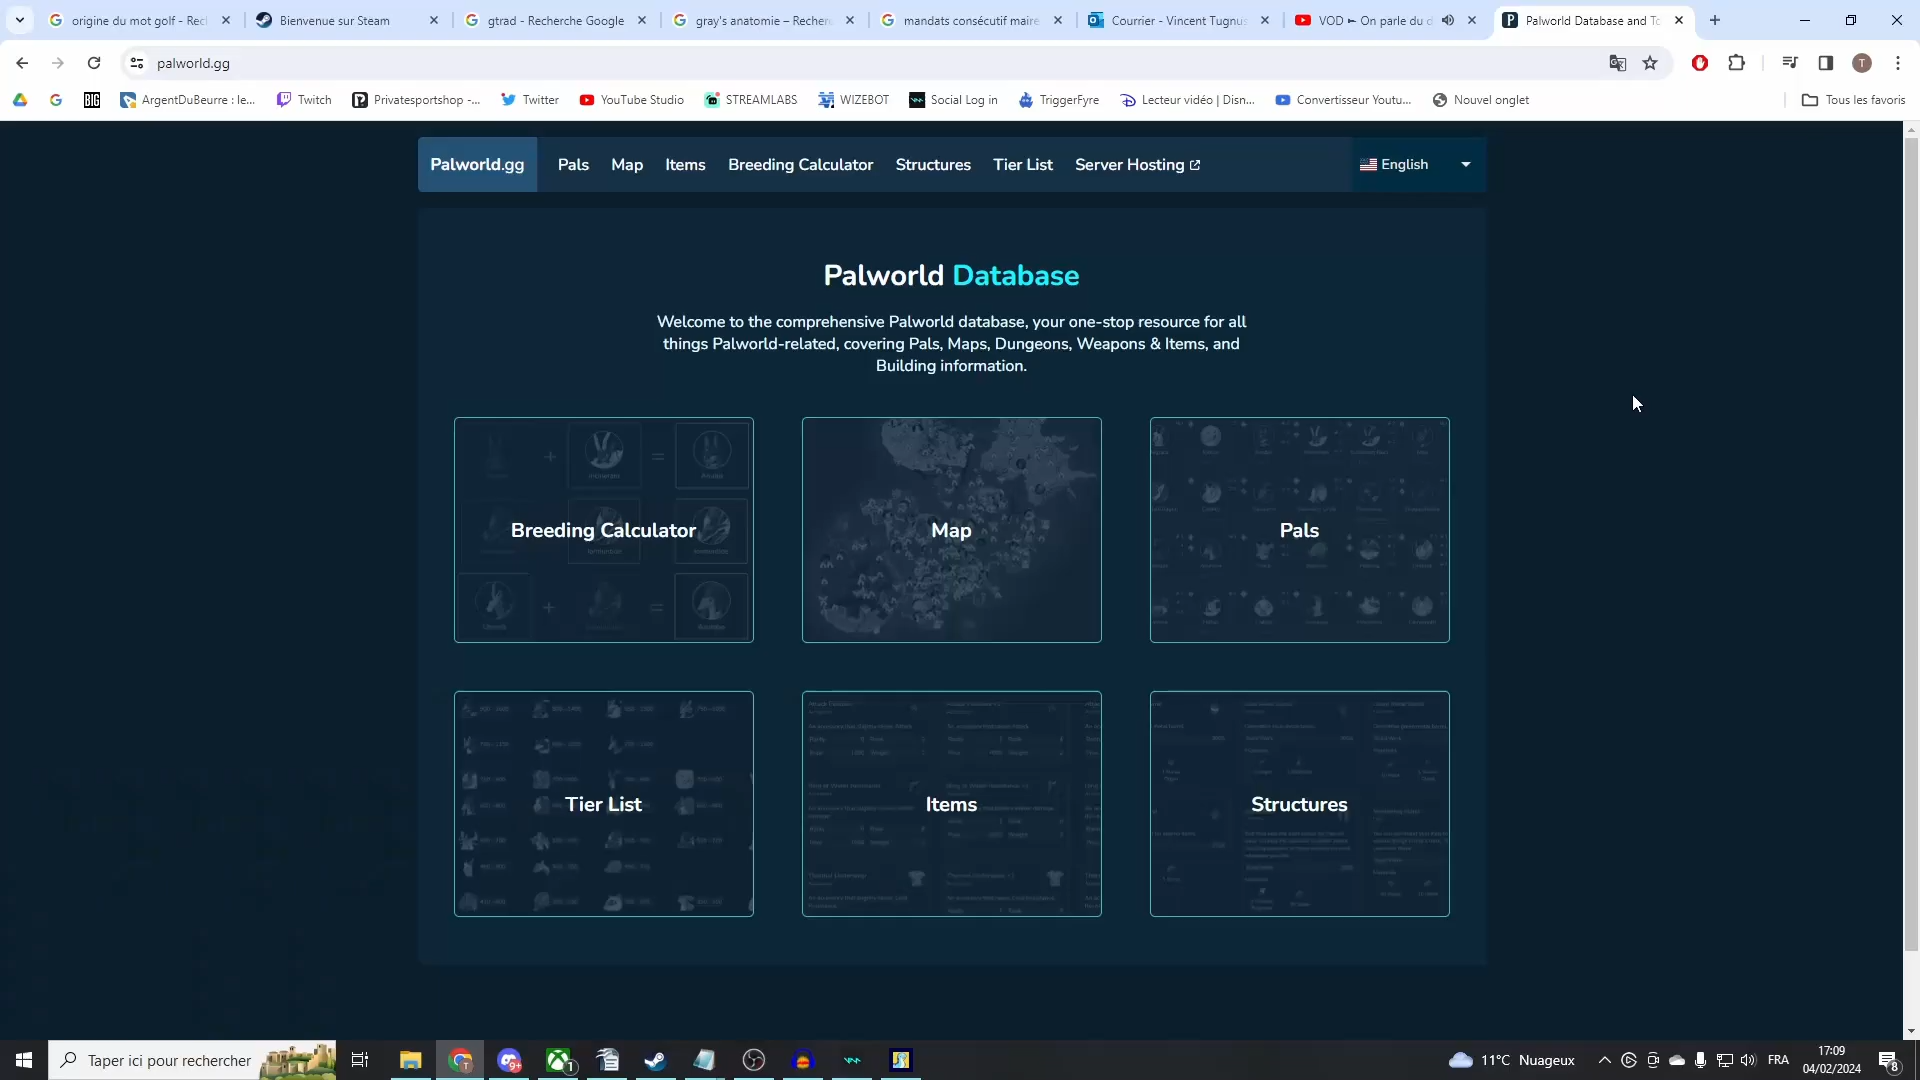 origine du mot golf - Rec
Bienvenue sur Steam
gtrad - Recherche Google
gray's anatomie – Recher
mandats consécutif maire
Courrier - Vincent Tugnu
VOD ► On parle du d
Palworld Database and To
palworld.gg
T
BIG
ArgentDuBeurre : le...
Twitch
Privatesportshop -...
Twitter
YouTube Studio
STREAMLABS
WIZEBOT
Social Log in
TriggerFyre
Lecteur vidéo | Disn...
Convertisseur Youtu...
Nouvel onglet
Tous les favoris
Palworld.gg
Pals
Map
Items
Breeding Calculator
Structures
Tier List
Server Hosting
English
Palworld Database
Welcome to the comprehensive Palworld database, your one-stop resource for all
things Palworld-related, covering Pals, Maps, Dungeons, Weapons & Items, and
Building information.
Breeding Calculator
Map
Pals
Tier List
Items
Structures
Taper ici pour rechercher
11°C Nuageux
FRA
17:09
04/02/2024
8